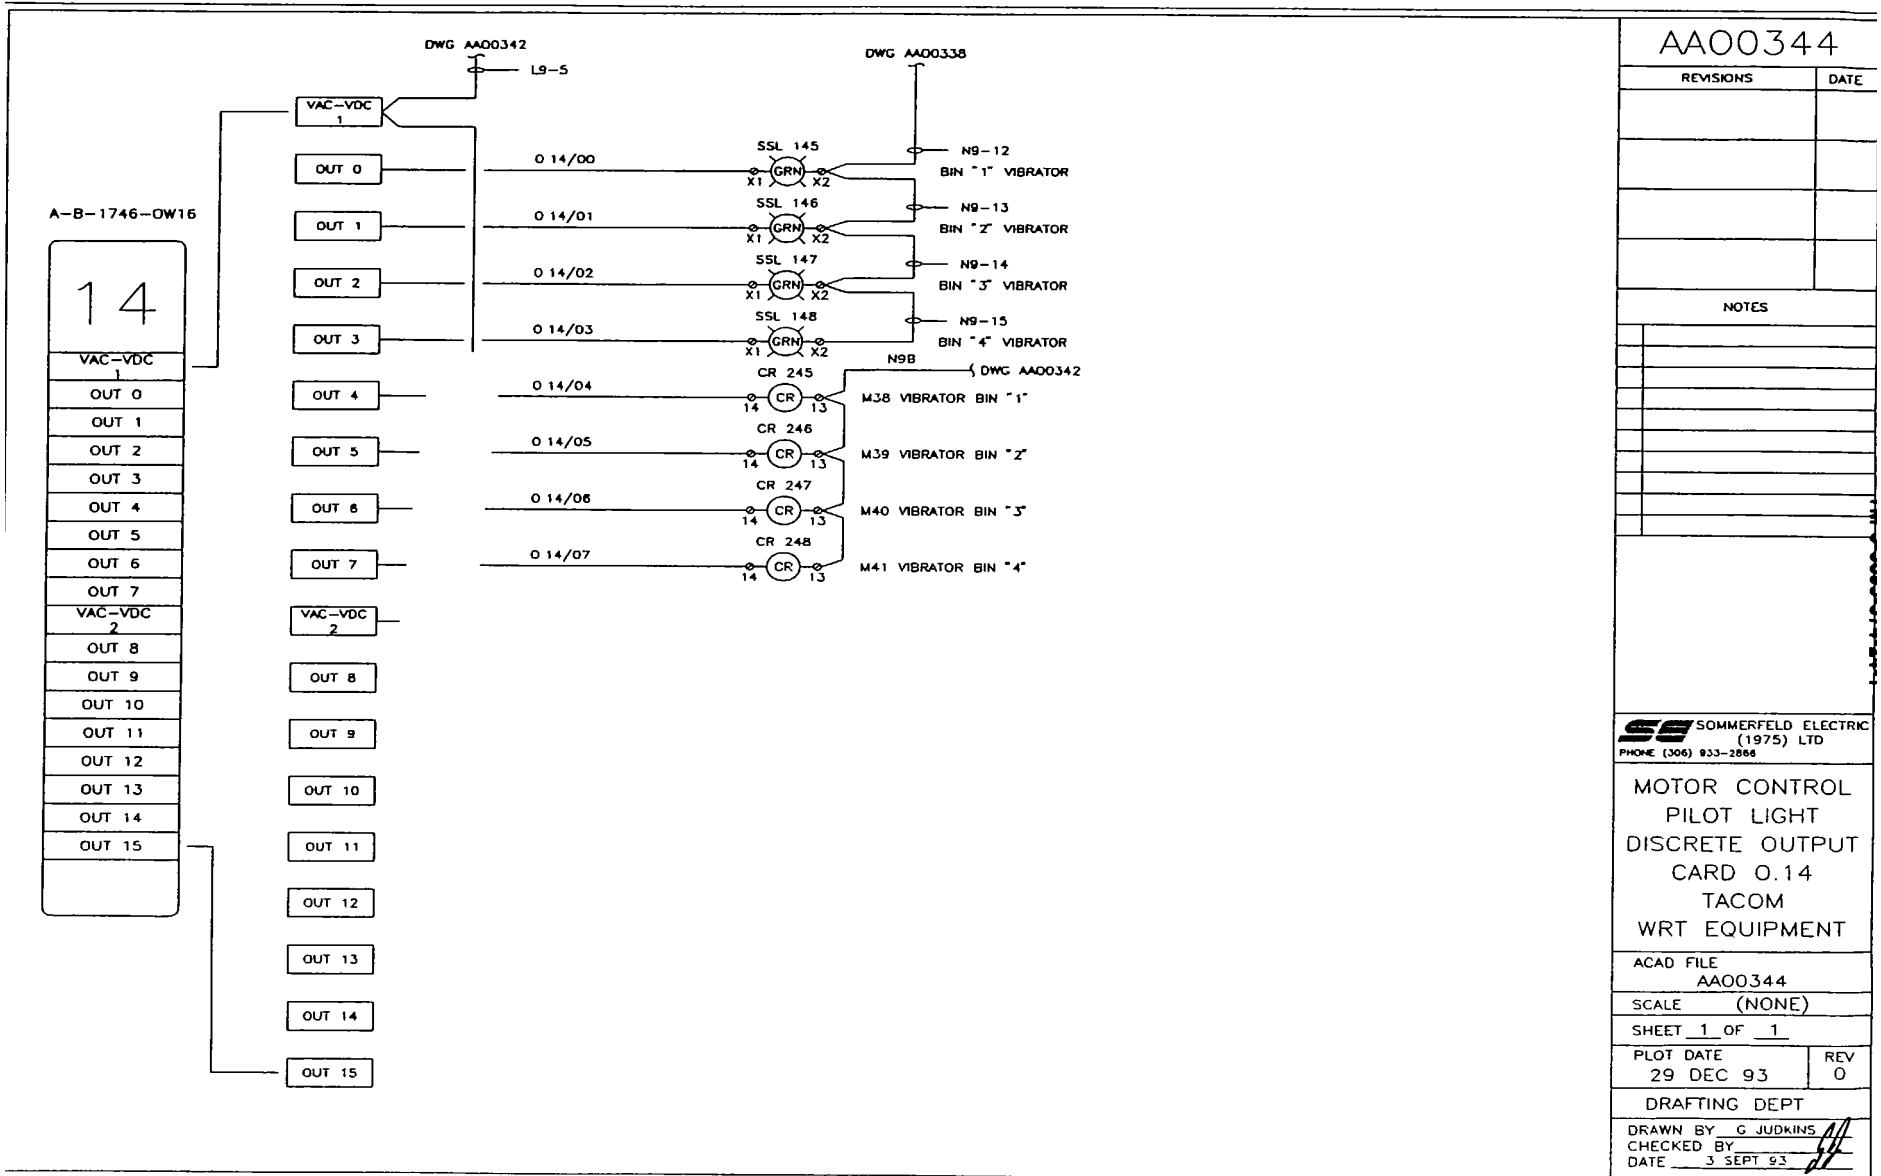 DWG AA00342
L9-5
DWG AA00338
A-B-1746-OW16
14
VAC-VDC
1
OUT 0
OUT 1
OUT 2
OUT 3
OUT 4
OUT 5
OUT 6
OUT 7
VAC-VDC
2
OUT 8
OUT 9
OUT 10
OUT 11
OUT 12
OUT 13
OUT 14
OUT 15
VAC-VDC
1
OUT 0
O 14/00
SSL 145
X1 GRN X2
N9-12
BIN "1" VIBRATOR
OUT 1
O 14/01
SSL 146
X1 GRN X2
N9-13
BIN "2" VIBRATOR
OUT 2
O 14/02
SSL 147
X1 GRN X2
N9-14
BIN "3" VIBRATOR
OUT 3
O 14/03
SSL 148
X1 GRN X2
N9-15
BIN "4" VIBRATOR
N9B
DWG AA00342
OUT 4
O 14/04
CR 245
14 CR 13
M38 VIBRATOR BIN "1"
OUT 5
O 14/05
CR 246
14 CR 13
M39 VIBRATOR BIN "2"
OUT 6
O 14/06
CR 247
14 CR 13
M40 VIBRATOR BIN "3"
OUT 7
O 14/07
CR 248
14 CR 13
M41 VIBRATOR BIN "4"
VAC-VDC
2
OUT 8
OUT 9
OUT 10
OUT 11
OUT 12
OUT 13
OUT 14
OUT 15
AA00344
REVISIONS DATE
NOTES
SE SOMMERFELD ELECTRIC
(1975) LTD
PHONE (306) 933-2866
MOTOR CONTROL
PILOT LIGHT
DISCRETE OUTPUT
CARD O.14
TACOM
WRT EQUIPMENT
ACAD FILE
AA00344
SCALE (NONE)
SHEET 1 OF 1
PLOT DATE
29 DEC 93
REV
0
DRAFTING DEPT
DRAWN BY G JUDKINS
CHECKED BY
DATE 3 SEPT 93